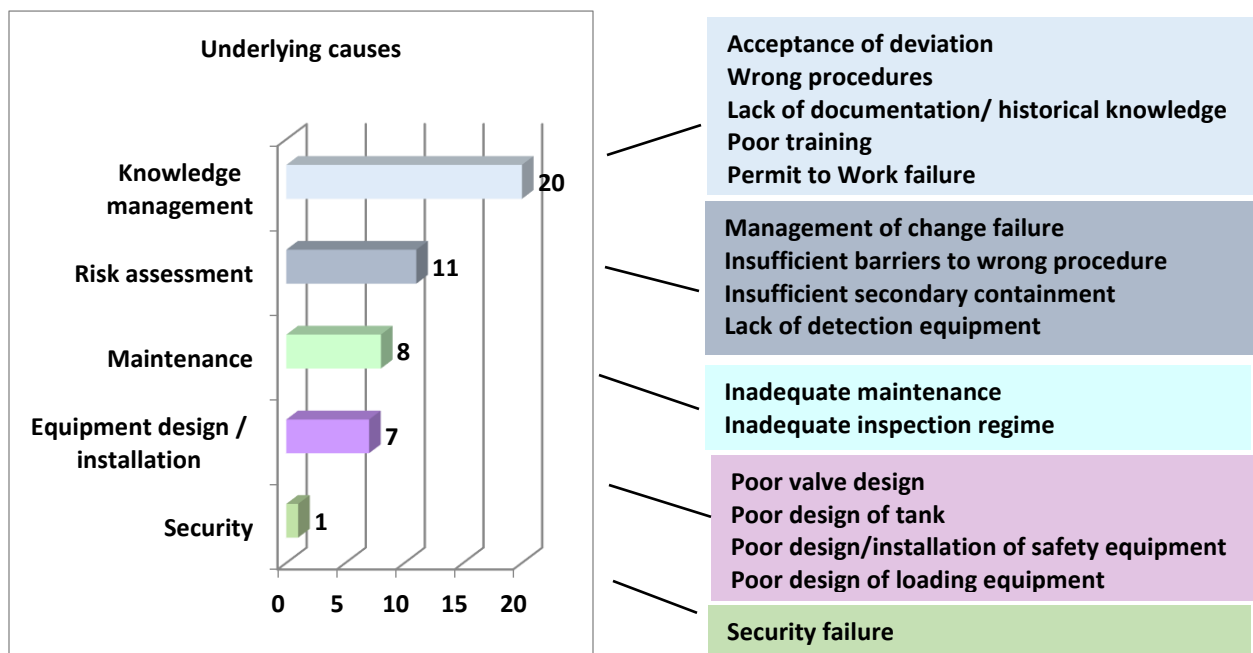 Underlying causes
Knowledge
management
20
Risk assessment
11
Maintenance
8
Equipment design /
installation
7
Security
1
0 5 10 15 20
Acceptance of deviation
Wrong procedures
Lack of documentation/ historical knowledge
Poor training
Permit to Work failure
Management of change failure
Insufficient barriers to wrong procedure
Insufficient secondary containment
Lack of detection equipment
Inadequate maintenance
Inadequate inspection regime
Poor valve design
Poor design of tank
Poor design/installation of safety equipment
Poor design of loading equipment
Security failure